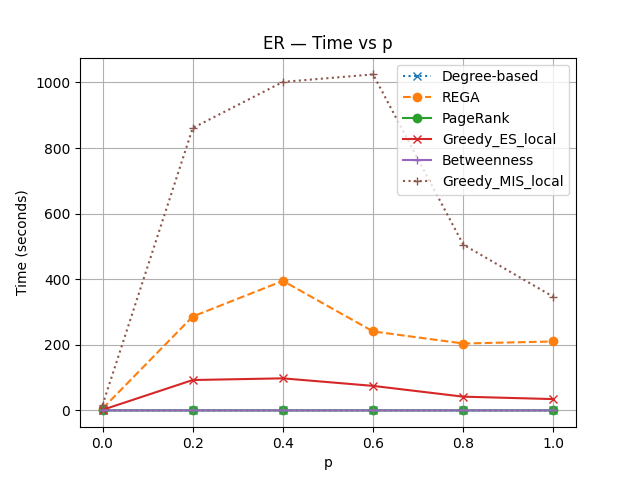 ER — Time vs p
Degree-based
REGA
PageRank
Greedy_ES_local
Betweenness
Greedy_MIS_local
Time (seconds)
1000
800
600
400
200
0
0.0 0.2 0.4 0.6 0.8 1.0
p